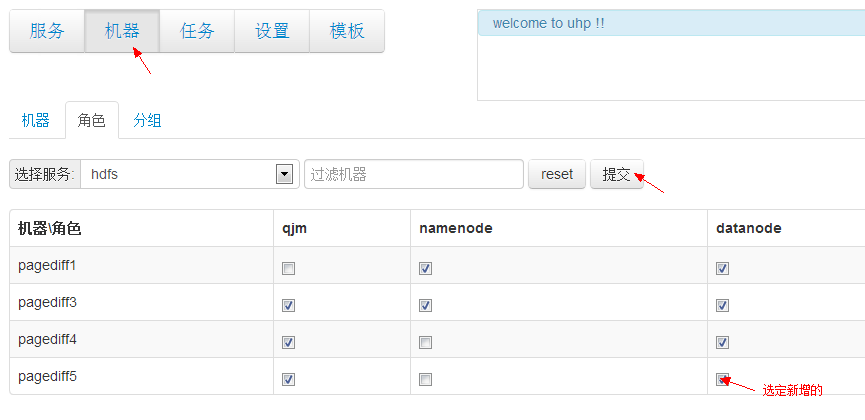 服务 机器 任务 设置 模板
welcome to uhp !!
机器 角色 分组
选择服务: hdfs 过滤机器 reset 提交
机器\角色 qjm namenode datanode
pagediff1
pagediff3
pagediff4
pagediff5
选定新增的